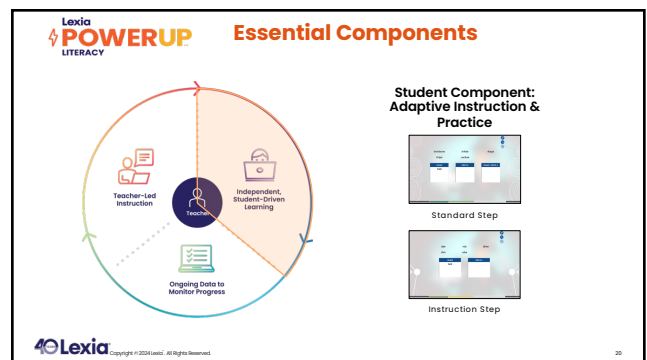 Lexia
POWERUP
LITERACY
Essential Components
Teacher-Led
Instruction
Independent,
Student-Driven
Learning
Teacher
Ongoing Data to
Monitor Progress
Student Component:
Adaptive Instruction &
Practice
Standard Step
Instruction Step
40 Lexia
Copyright © 2024 Lexia. All Rights Reserved.
20